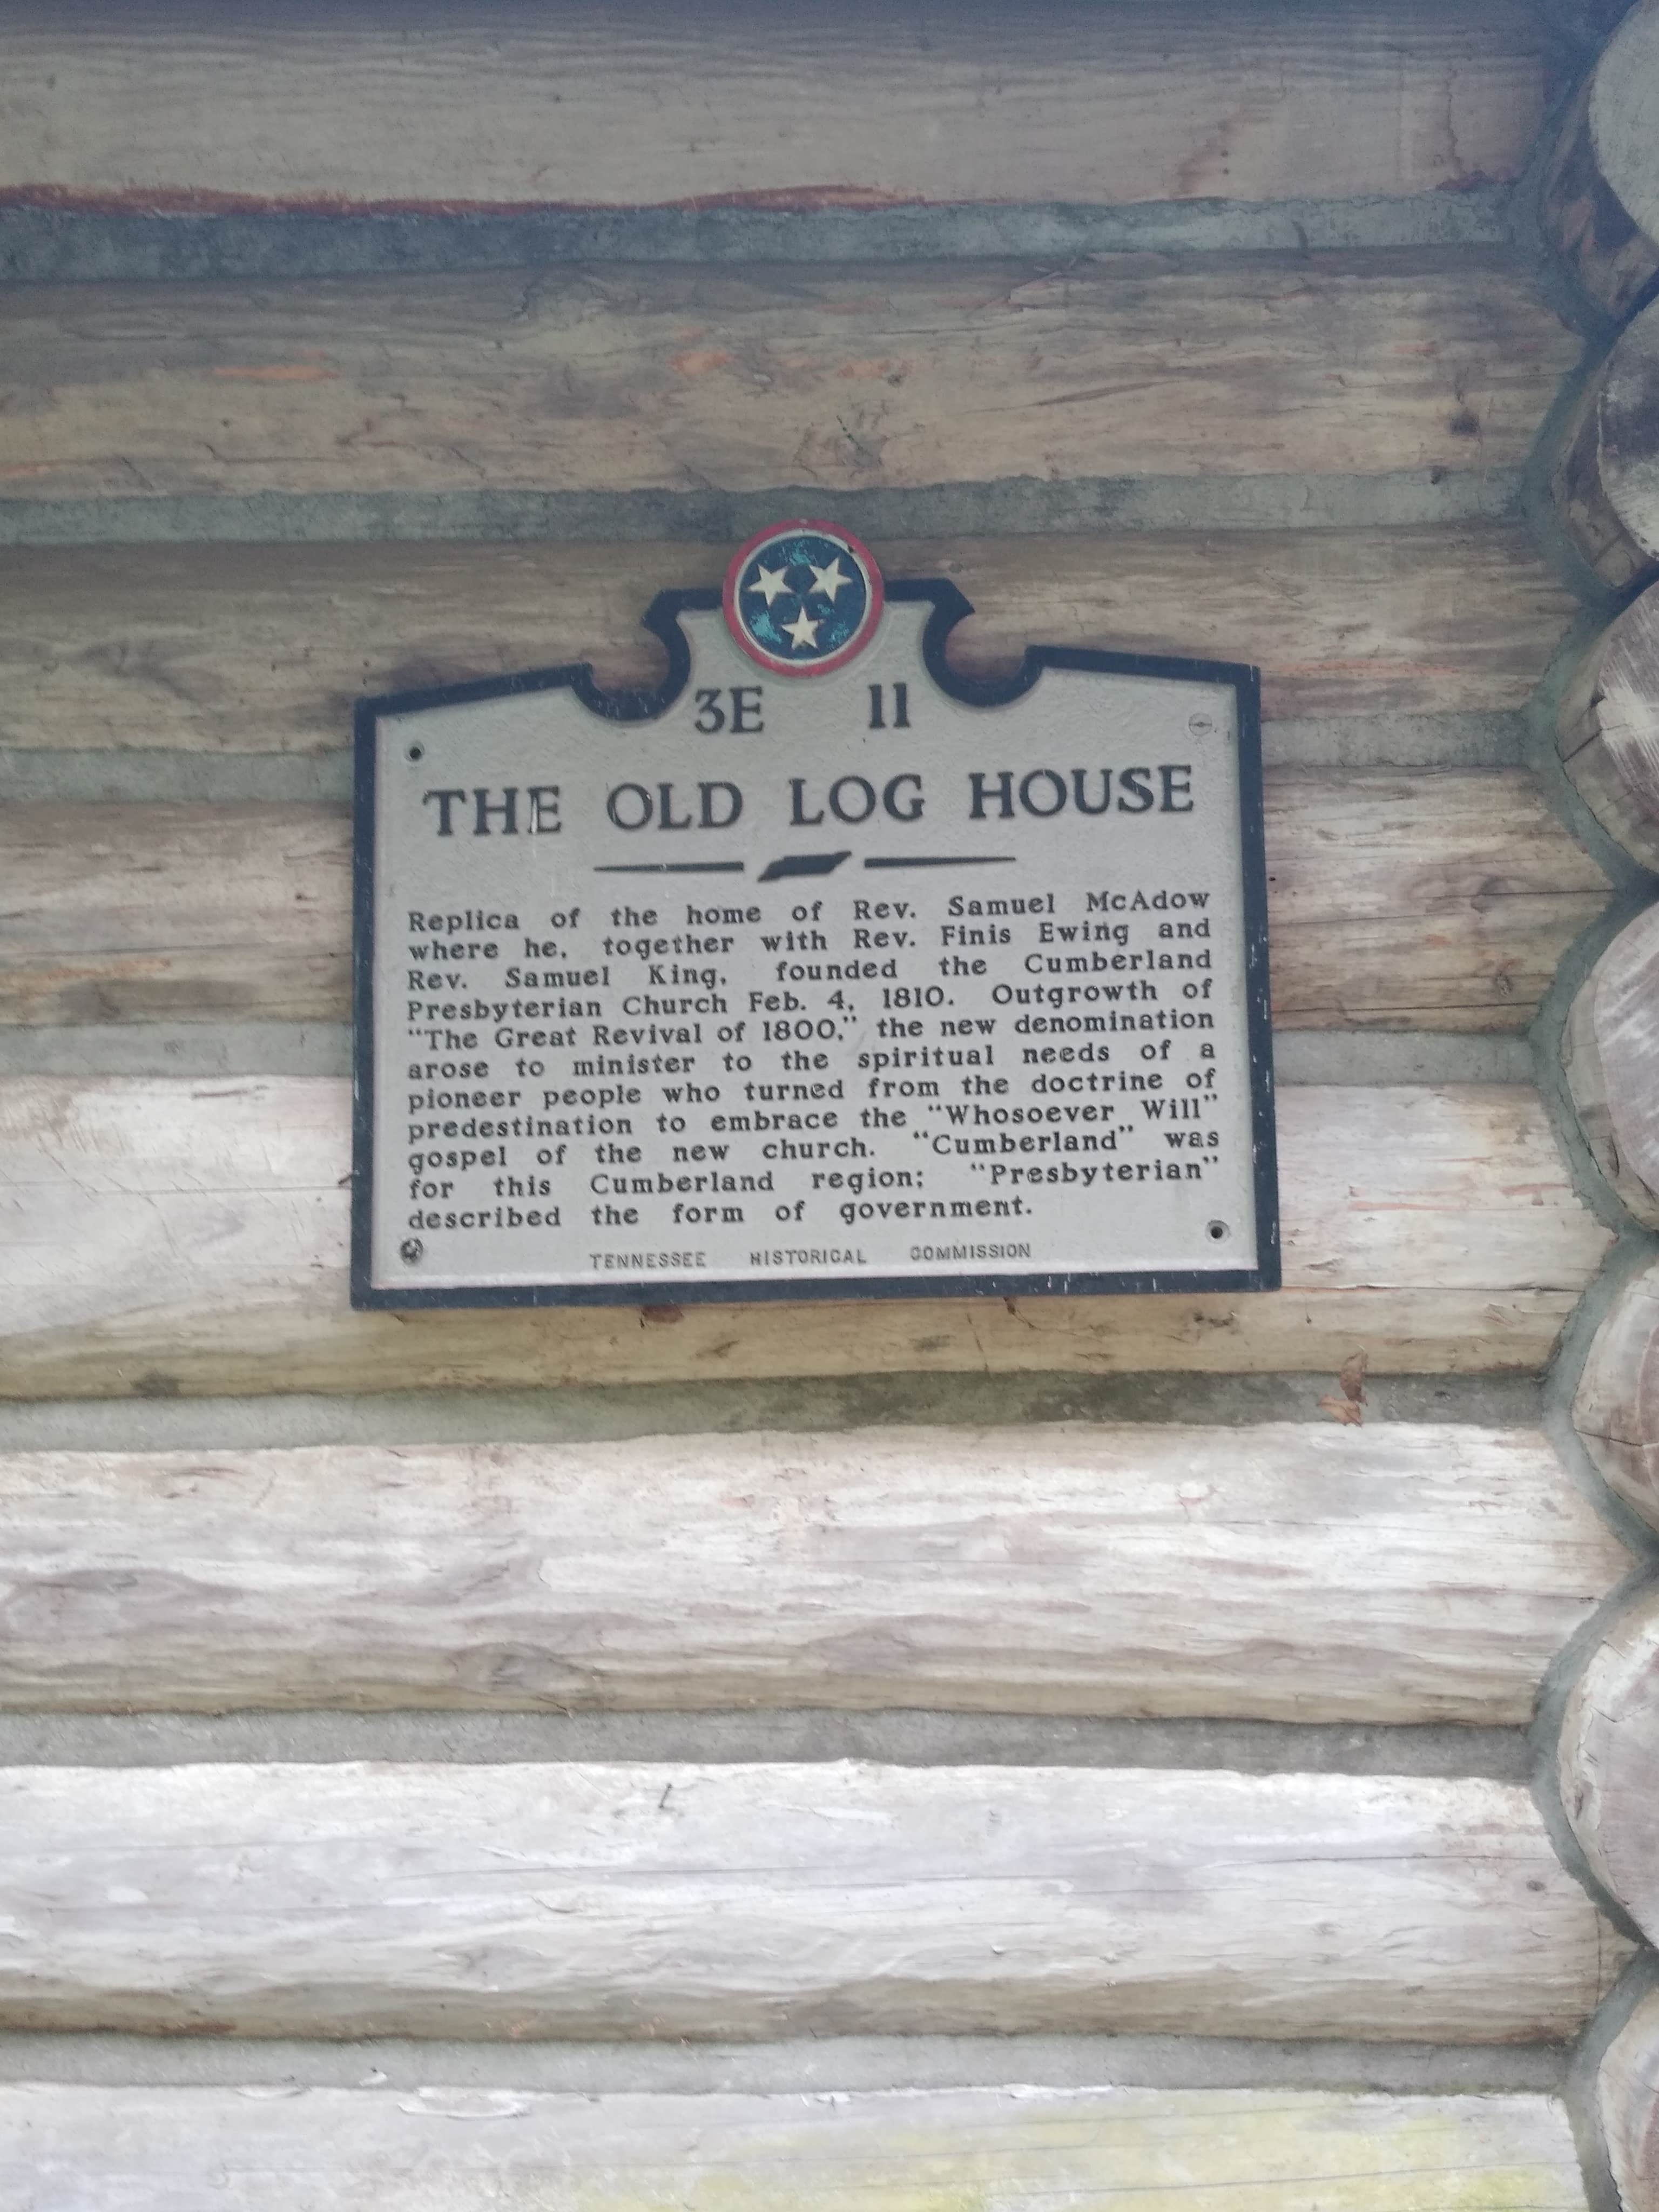 3E 11
THE OLD LOG HOUSE
Replica of the home of Rev. Samuel McAdow
where he, together with Rev. Finis Ewing and
Rev. Samuel King, founded the Cumberland
Presbyterian Church Feb. 4, 1810. Outgrowth of
“The Great Revival of 1800,” the new denomination
arose to minister to the spiritual needs of a
pioneer people who turned from the doctrine of
predestination to embrace the “Whosoever Will”
gospel of the new church. “Cumberland” was
for this Cumberland region; “Presbyterian”
described the form of government.
TENNESSEE HISTORICAL COMMISSION